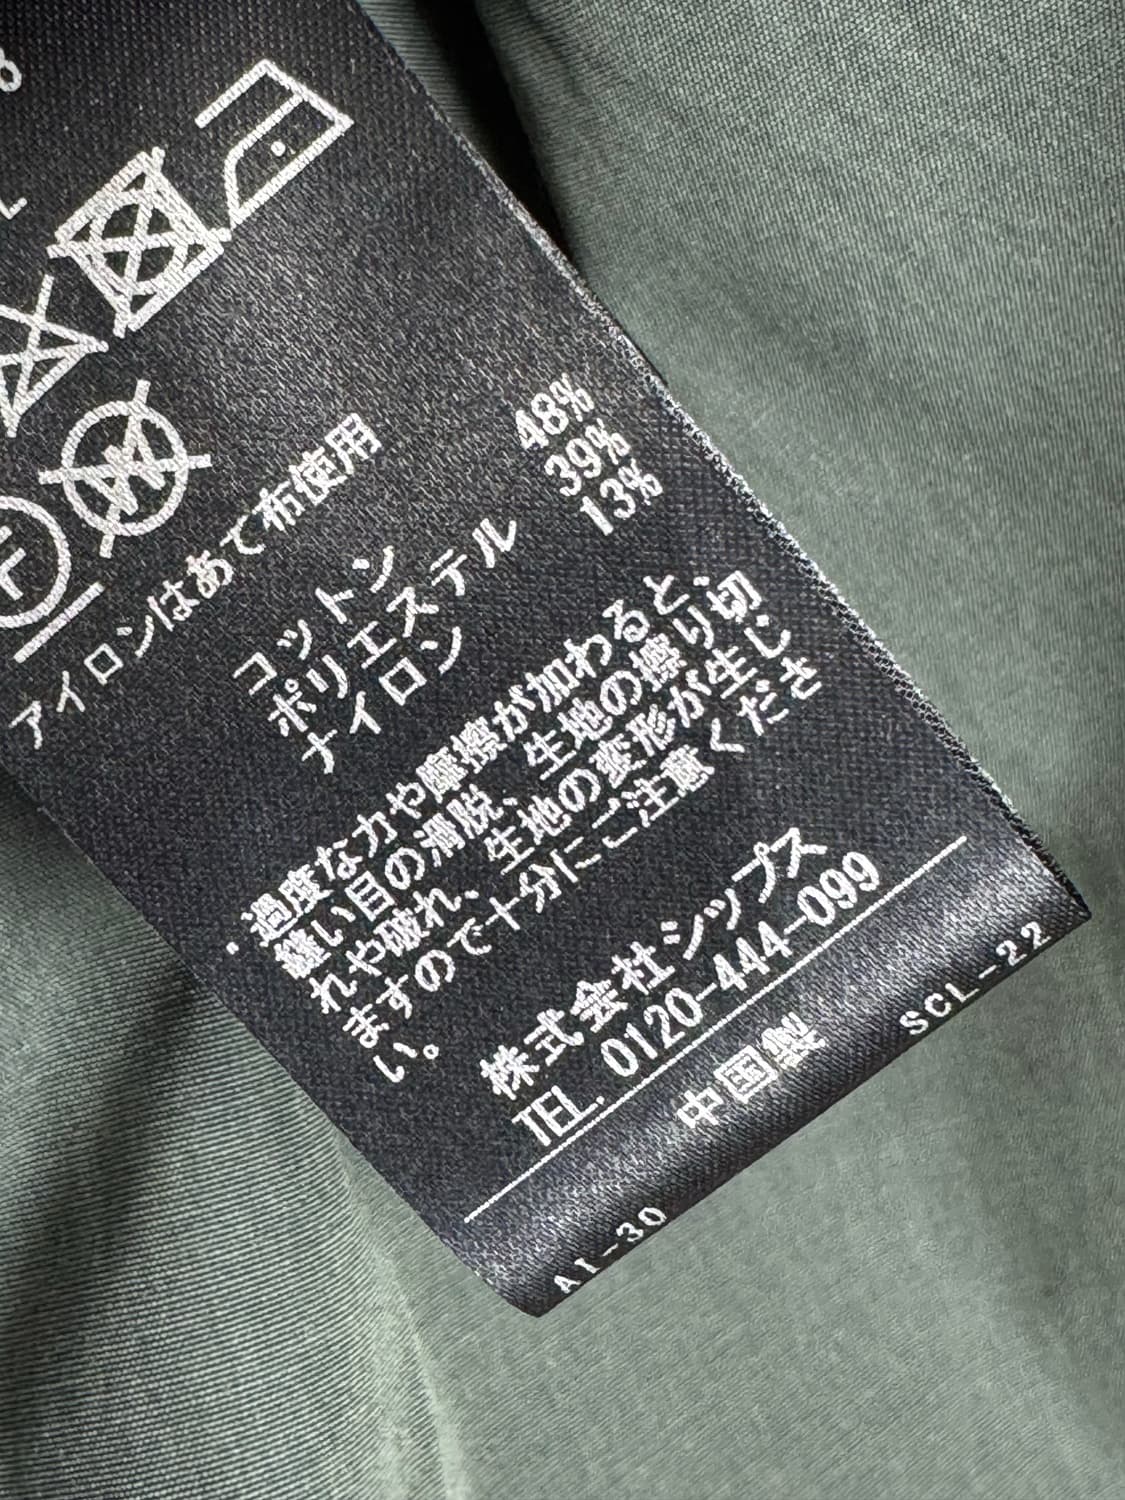 8
L
F
アイロンはあて布使用
コットン 48%
ポリエステル 39%
ナイロン 13%
・過度な力や摩擦が加わると、
縫い目の滑脱、生地の擦り切
れや破れ、生地の変形が生じ
ますので十分にご注意くださ
い。
株式会社シップス
TEL. 0120-444-099
中国製
AI-30 SCL-22